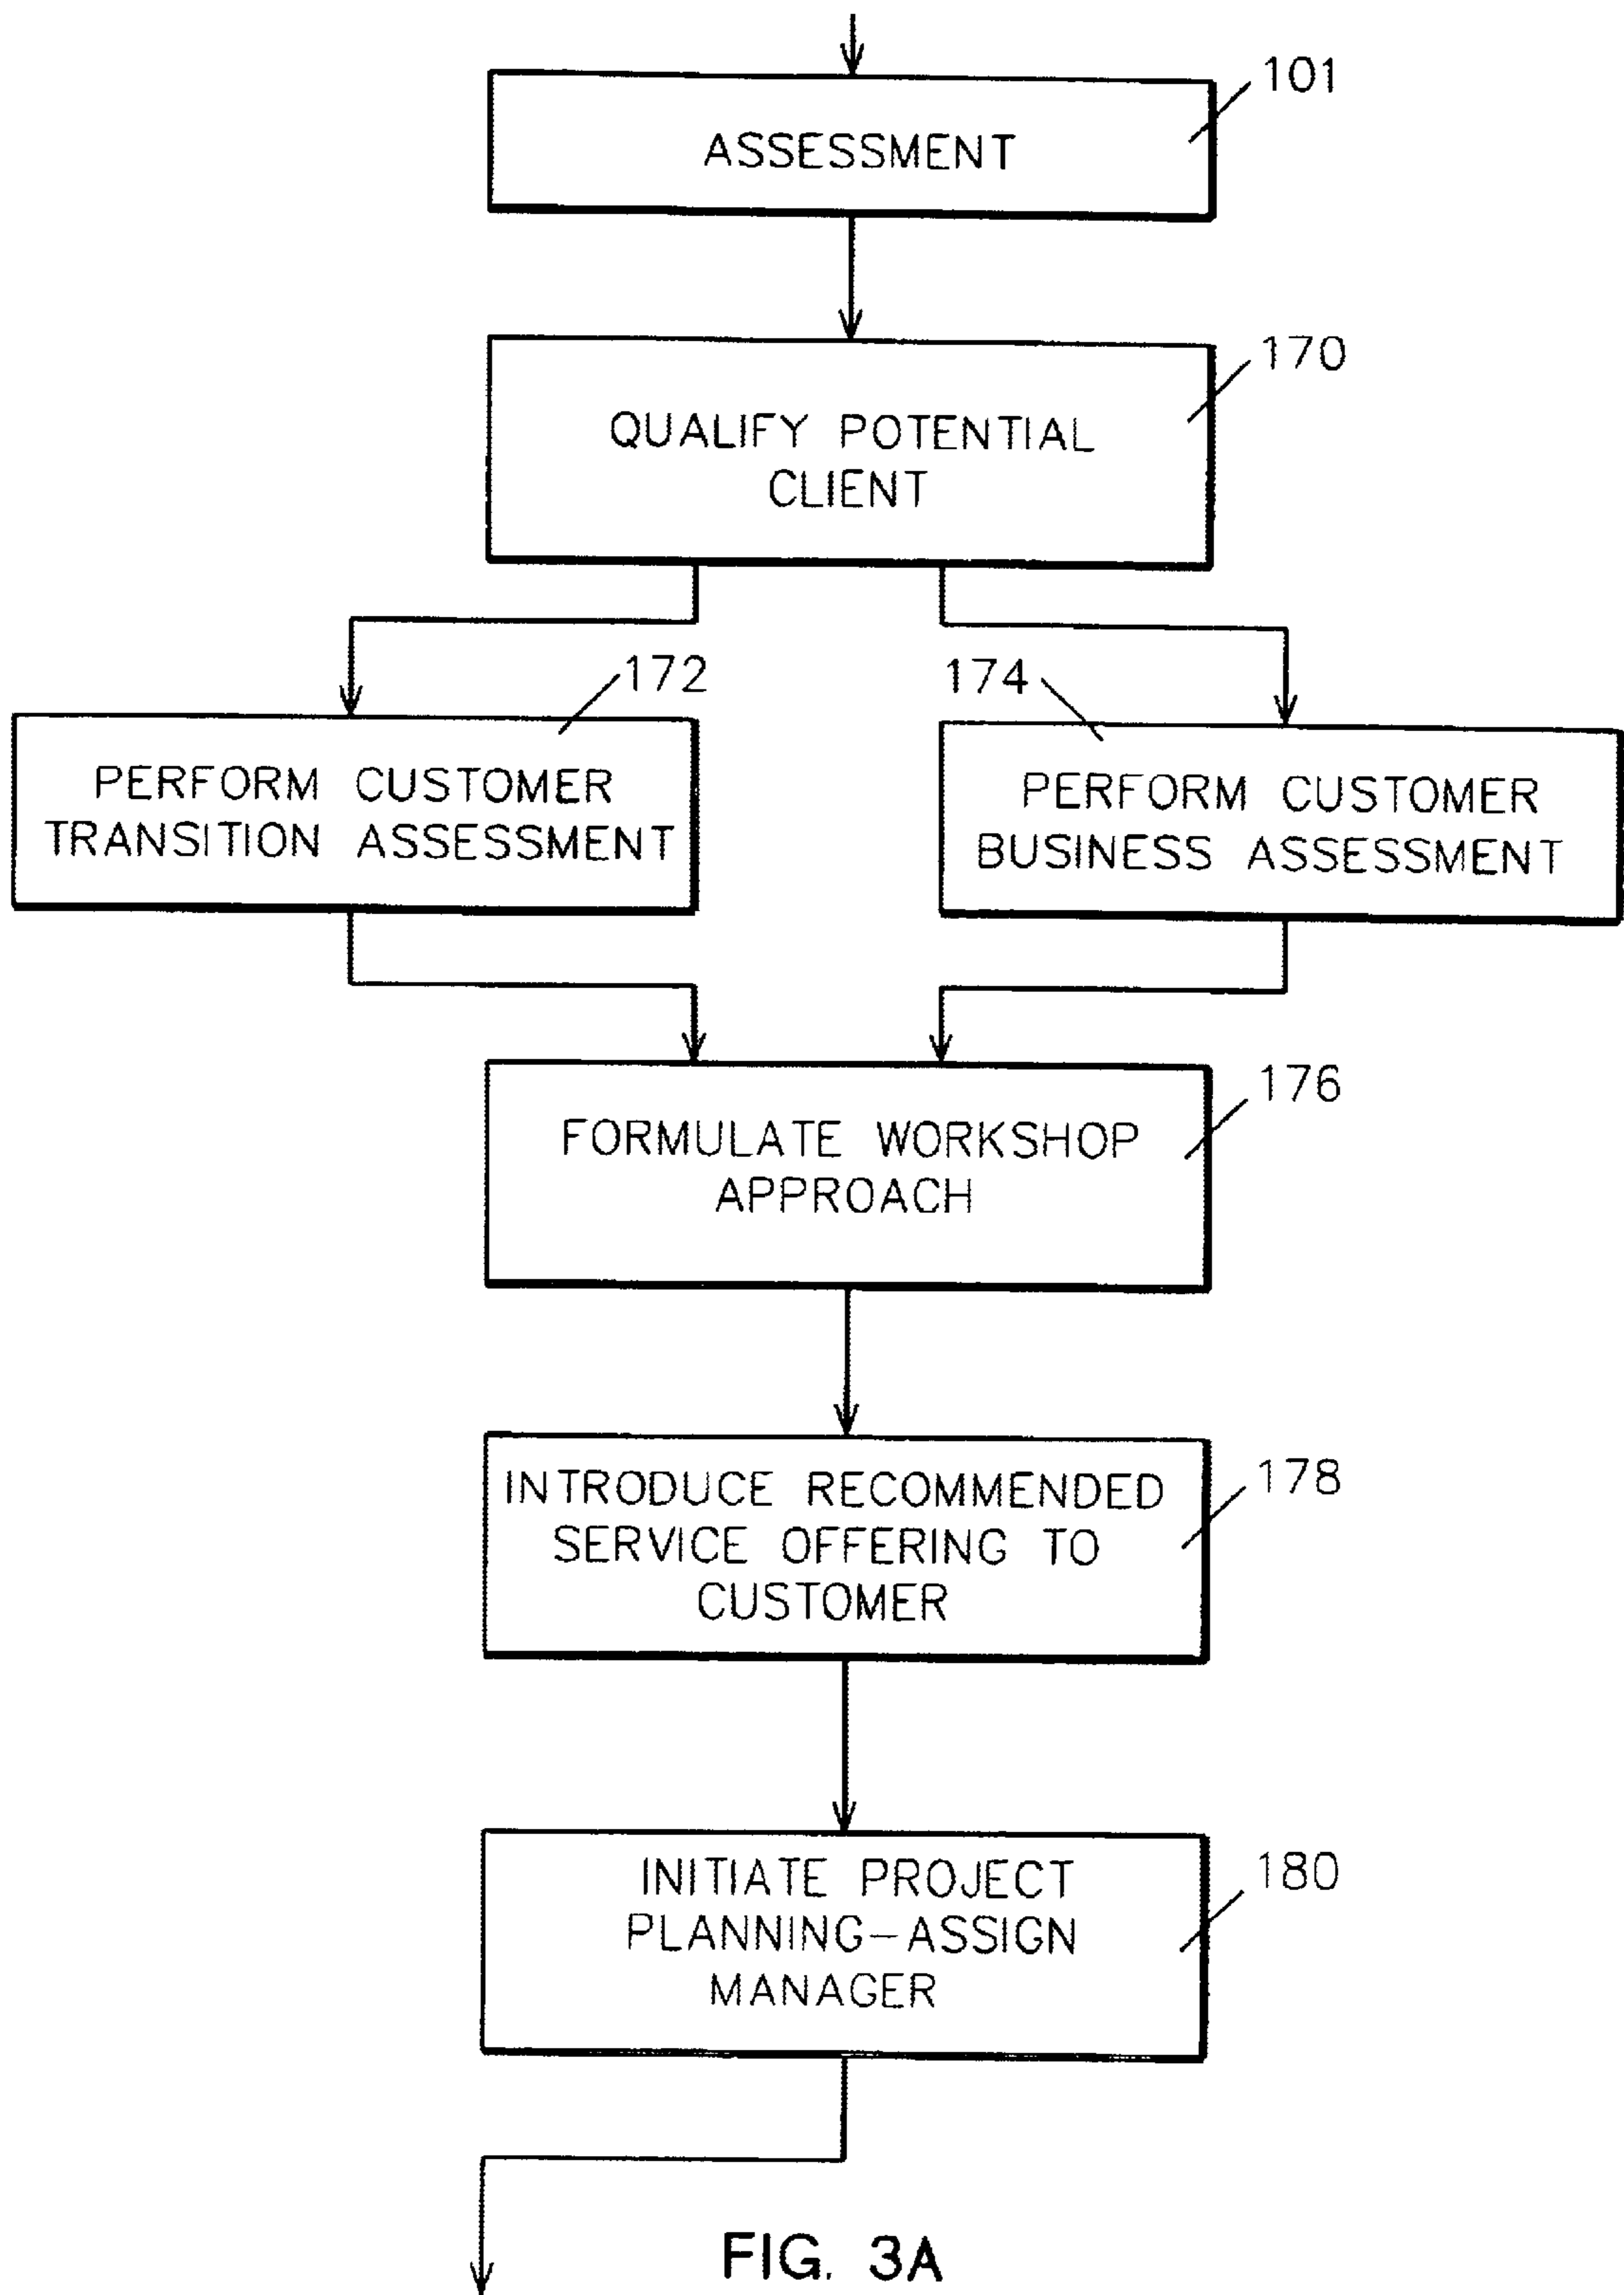 101
ASSESSMENT
170
QUALIFY POTENTIAL
CLIENT
172
174
PERFORM CUSTOMER
TRANSITION ASSESSMENT
PERFORM CUSTOMER
BUSINESS ASSESSMENT
176
FORMULATE WORKSHOP
APPROACH
178
INTRODUCE RECOMMENDED
SERVICE OFFERING TO
CUSTOMER
180
INITIATE PROJECT
PLANNING-ASSIGN
MANAGER
FIG. 3A